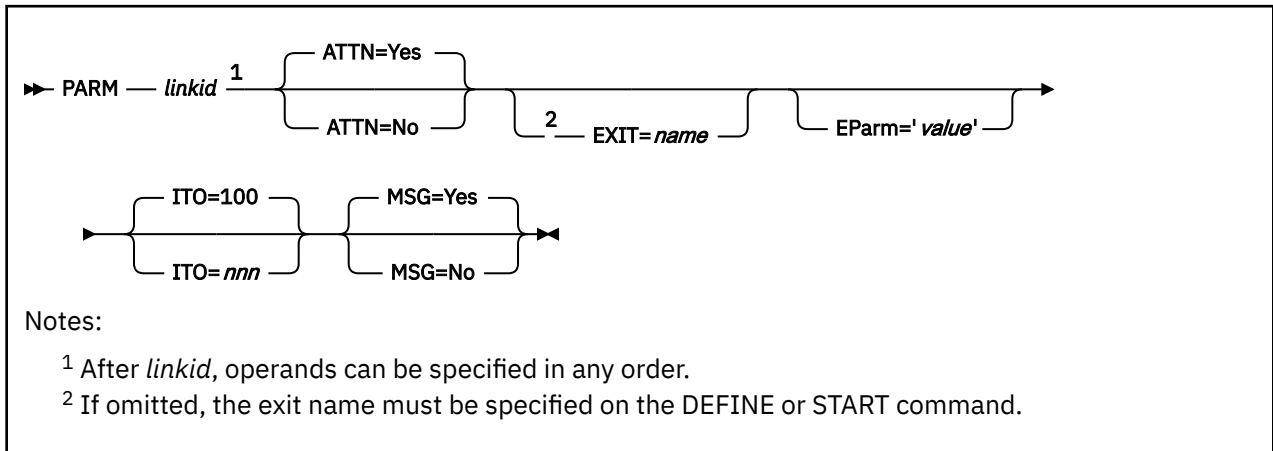 ATTN=Yes
PARM linkid 1
ATTN=No
2 EXIT=name
EParm='value'
ITO=100
MSG=Yes
ITO=nnn
MSG=No
Notes:
1 After linkid, operands can be specified in any order.
2 If omitted, the exit name must be specified on the DEFINE or START command.